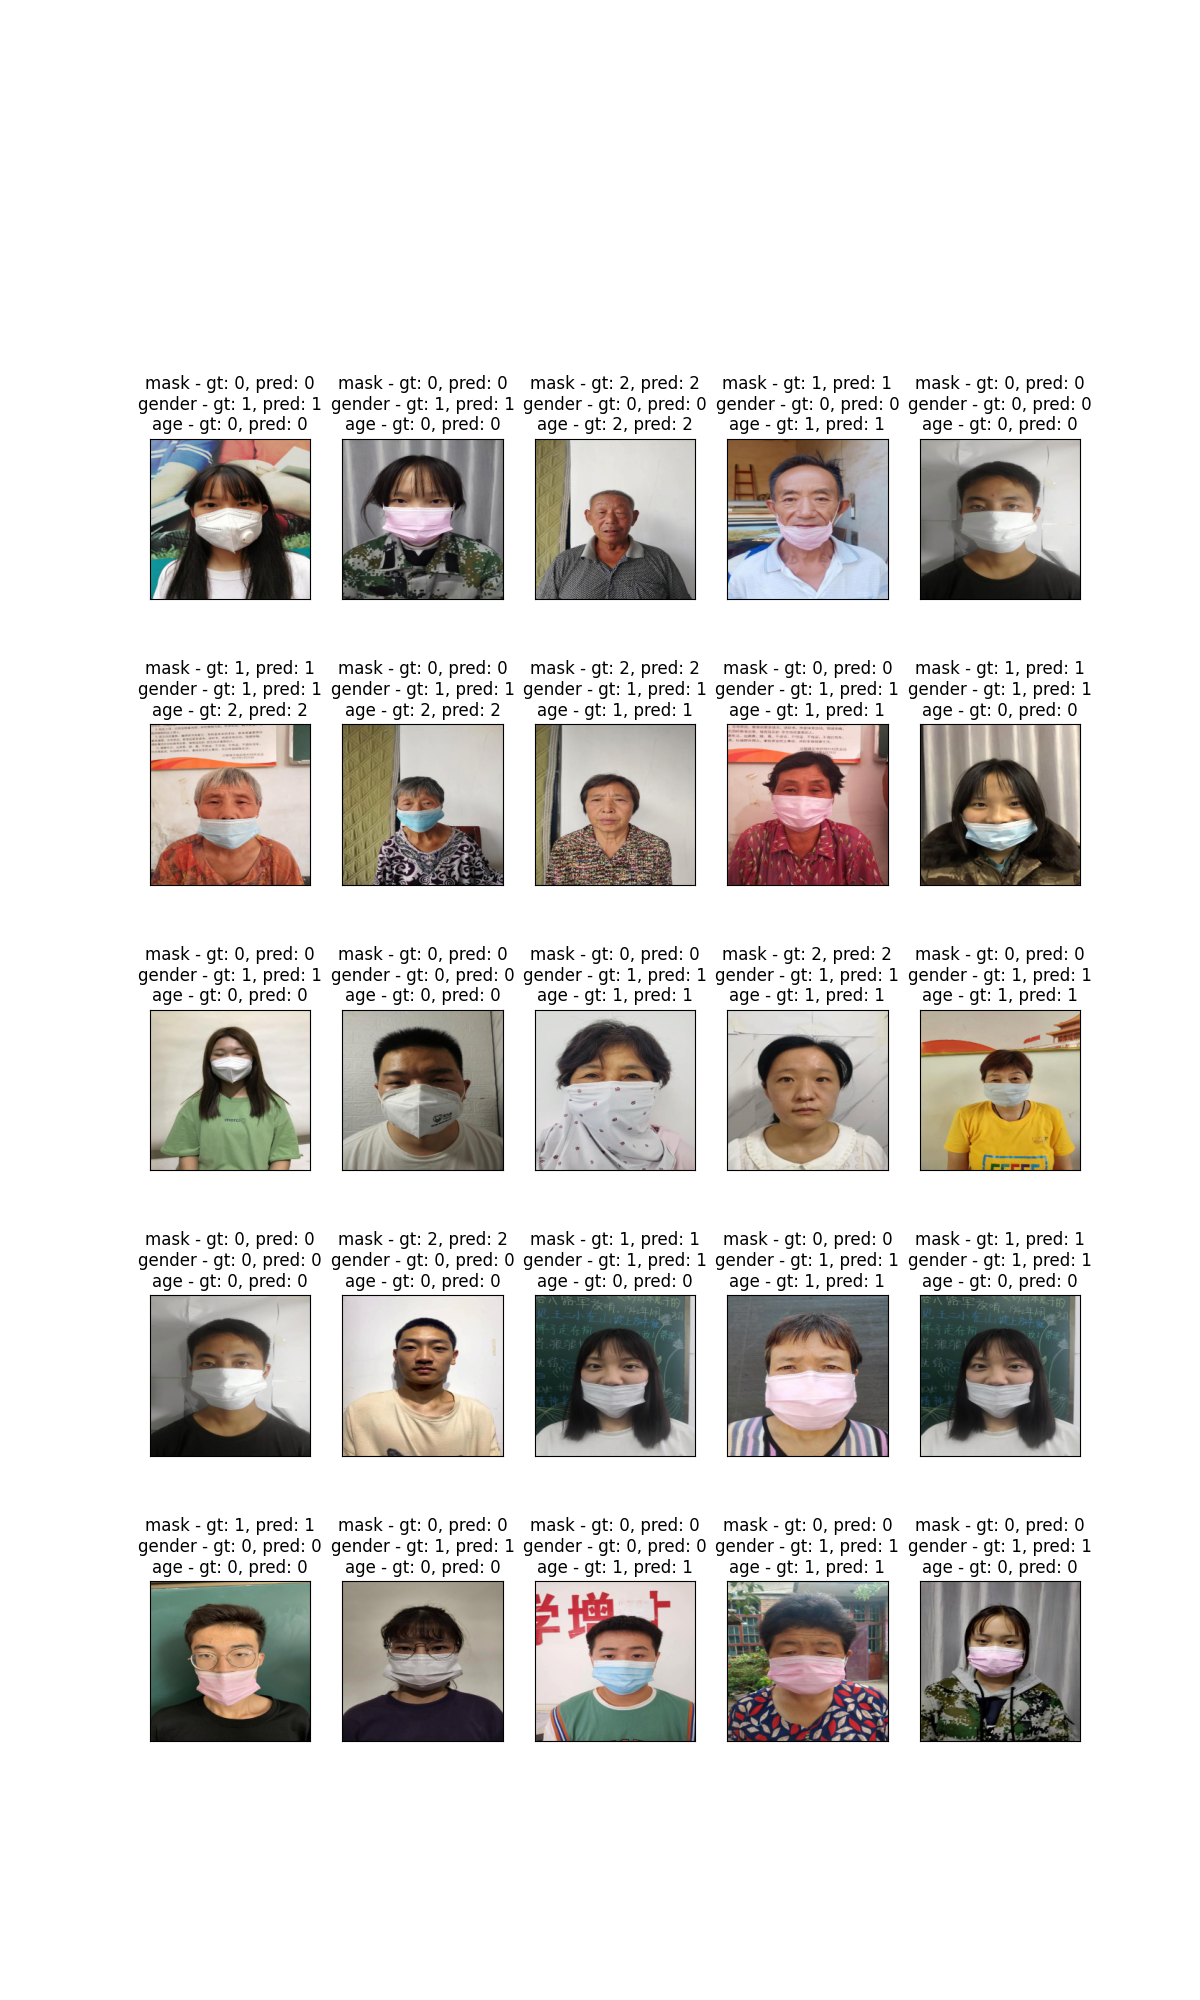 mask - gt: 0, pred: 0
gender - gt: 1, pred: 1
age - gt: 0, pred: 0
mask - gt: 0, pred: 0
gender - gt: 1, pred: 1
age - gt: 0, pred: 0
mask - gt: 2, pred: 2
gender - gt: 0, pred: 0
age - gt: 2, pred: 2
mask - gt: 1, pred: 1
gender - gt: 0, pred: 0
age - gt: 1, pred: 1
mask - gt: 0, pred: 0
gender - gt: 0, pred: 0
age - gt: 0, pred: 0
mask - gt: 1, pred: 1
gender - gt: 1, pred: 1
age - gt: 2, pred: 2
mask - gt: 0, pred: 0
gender - gt: 1, pred: 1
age - gt: 2, pred: 2
mask - gt: 2, pred: 2
gender - gt: 1, pred: 1
age - gt: 1, pred: 1
mask - gt: 0, pred: 0
gender - gt: 1, pred: 1
age - gt: 1, pred: 1
mask - gt: 1, pred: 1
gender - gt: 1, pred: 1
age - gt: 0, pred: 0
mask - gt: 0, pred: 0
gender - gt: 1, pred: 1
age - gt: 0, pred: 0
mask - gt: 0, pred: 0
gender - gt: 0, pred: 0
age - gt: 0, pred: 0
mask - gt: 0, pred: 0
gender - gt: 1, pred: 1
age - gt: 1, pred: 1
mask - gt: 2, pred: 2
gender - gt: 1, pred: 1
age - gt: 1, pred: 1
mask - gt: 0, pred: 0
gender - gt: 1, pred: 1
age - gt: 1, pred: 1
mask - gt: 0, pred: 0
gender - gt: 0, pred: 0
age - gt: 0, pred: 0
mask - gt: 2, pred: 2
gender - gt: 0, pred: 0
age - gt: 0, pred: 0
mask - gt: 1, pred: 1
gender - gt: 1, pred: 1
age - gt: 0, pred: 0
mask - gt: 0, pred: 0
gender - gt: 1, pred: 1
age - gt: 1, pred: 1
mask - gt: 1, pred: 1
gender - gt: 1, pred: 1
age - gt: 0, pred: 0
mask - gt: 1, pred: 1
gender - gt: 0, pred: 0
age - gt: 0, pred: 0
mask - gt: 0, pred: 0
gender - gt: 1, pred: 1
age - gt: 0, pred: 0
mask - gt: 0, pred: 0
gender - gt: 0, pred: 0
age - gt: 1, pred: 1
学增上
mask - gt: 0, pred: 0
gender - gt: 1, pred: 1
age - gt: 1, pred: 1
mask - gt: 0, pred: 0
gender - gt: 1, pred: 1
age - gt: 0, pred: 0